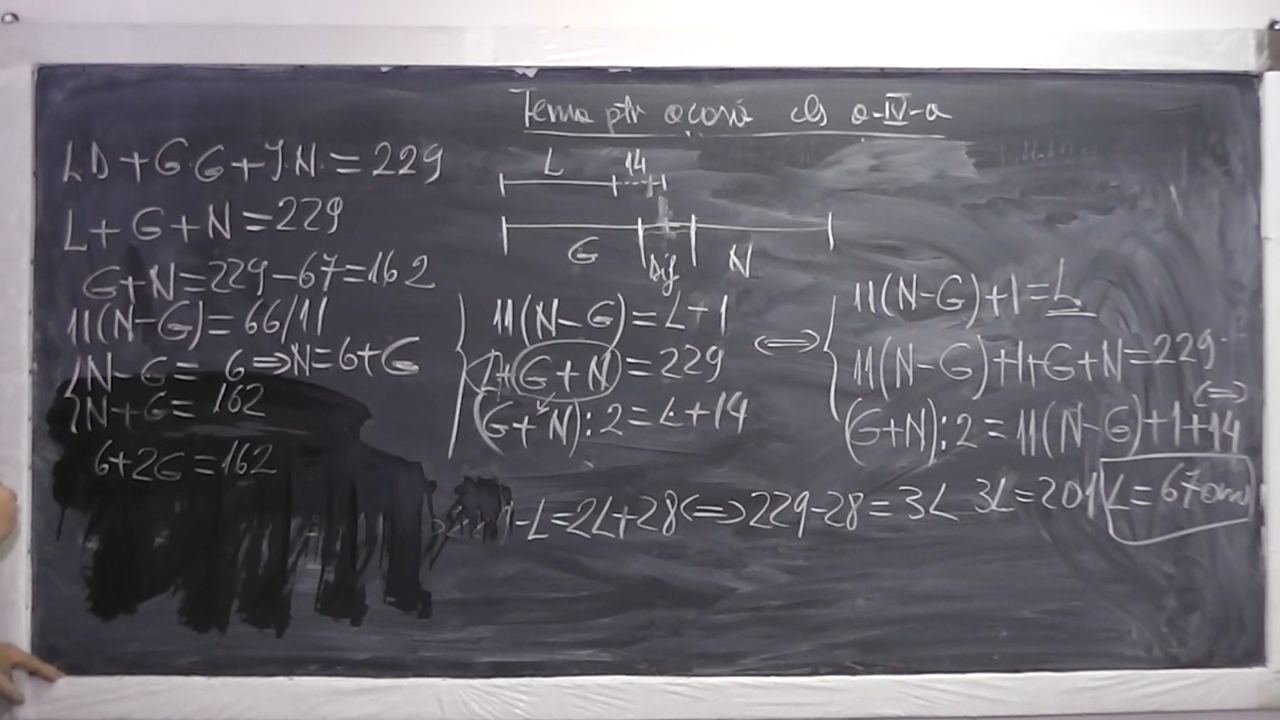 Tema ptr acasă cls a-IV-a
L.D+G.G+I.N.=229
L+G+N=229
G+N=229-67=162
11(N-G)=66/11
N-G= 6⇒N=6+G
N+G=162
6+2G=162
L 14
G Dif N
11(N-G)=L-1
L+(G+N)=229
(G+N):2=L+14
⇔
11(N-G)+1=L
11(N-G)+1+G+N=229
⇔
(G+N):2=11(N-G)+1+14
-L=2L+28⇔229-28=3L 3L=201 L=67